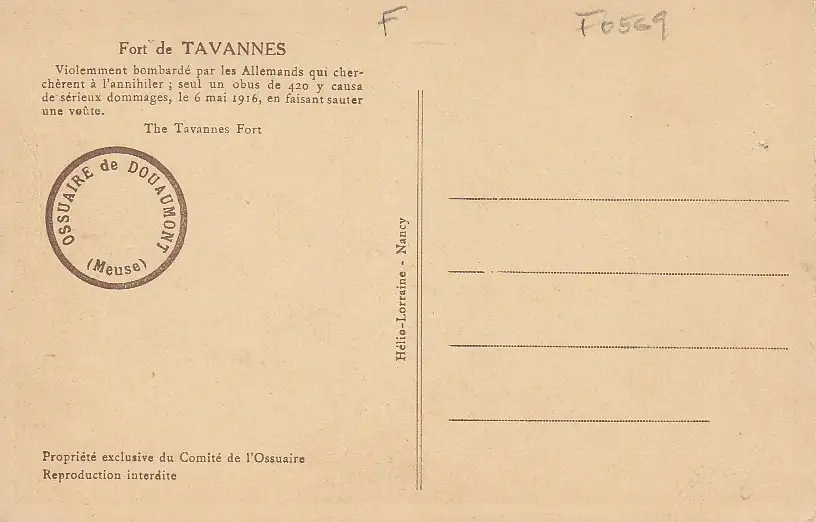 F
F0569
Fort de TAVANNES
Violemment bombardé par les Allemands qui cher-
chèrent à l'annihiler ; seul un obus de 420 y causa
de sérieux dommages, le 6 mai 1916, en faisant sauter
une voûte.
The Tavannes Fort
OSSUAIRE de DOUAUMONT
(Meuse)
Hélio-Lorraine - Nancy
Propriété exclusive du Comité de l'Ossuaire
Reproduction interdite